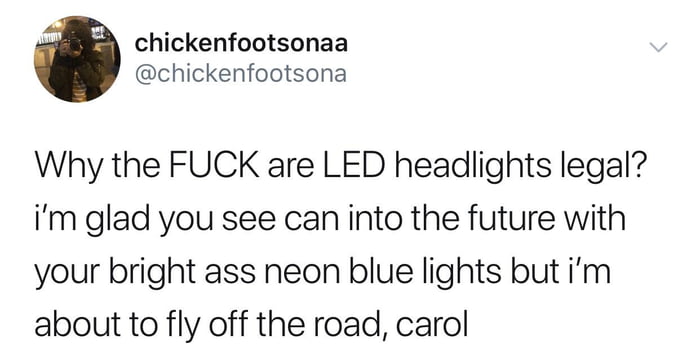 chickenfootsonaa
@chickenfootsona
Why the FUCK are LED headlights legal?
i'm glad you see can into the future with
your bright ass neon blue lights but i'm
about to fly off the road, carol